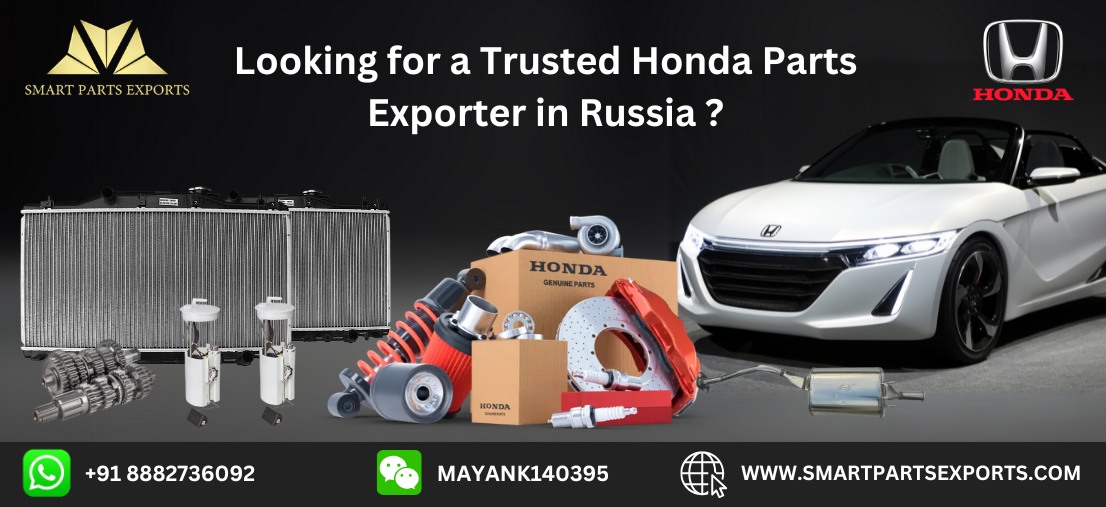 SMART PARTS EXPORTS
Looking for a Trusted Honda Parts
Exporter in Russia ?
HONDA
HONDA
GENUINE PARTS
HONDA
+91 8882736092
MAYANK140395
WWW.SMARTPARTSEXPORTS.COM